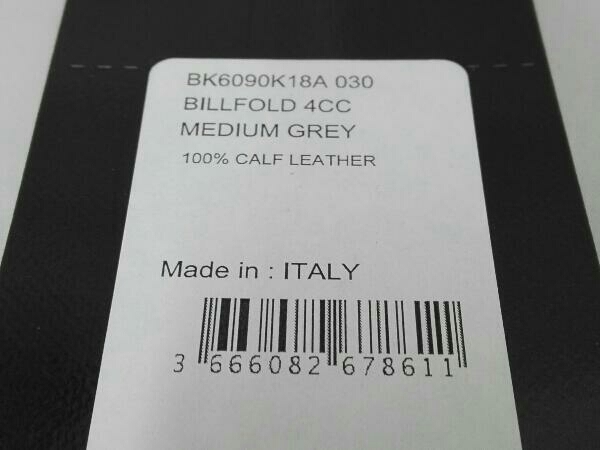 BK6090K18A 030
BILLFOLD 4CC
MEDIUM GREY
100% CALF LEATHER
Made in : ITALY
3 666082 678611